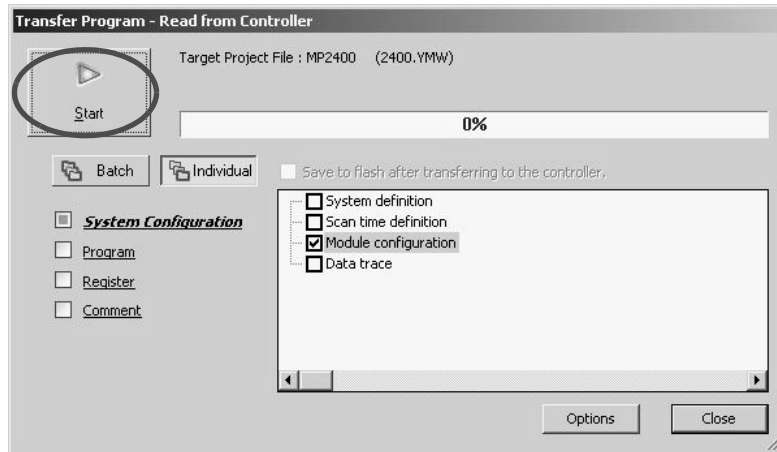 Transfer Program - Read from Controller
Target Project File : MP2400 (2400.YMW)
Start
0%
Batch
Individual
Save to flash after transferring to the controller.
System definition
System Configuration
Scan time definition
Program
Module configuration
Register
Data trace
Comment
Options
Close